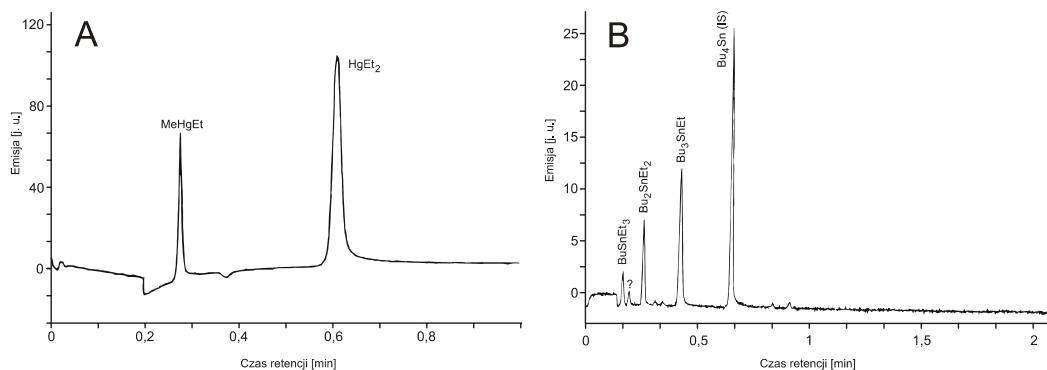 A
120
80
40
0
Emisja [j. u.]
MeHgEt
HgEt2
0
0,2
0,4
0,6
0,8
Czas retencji [min]
B
25
20
15
10
5
0
Emisja [j. u.]
BuSnEt3
?
Bu2SnEt2
Bu3SnEt
Bu4Sn (IS)
0
0,5
1
1,5
2
Czas retencji [min]